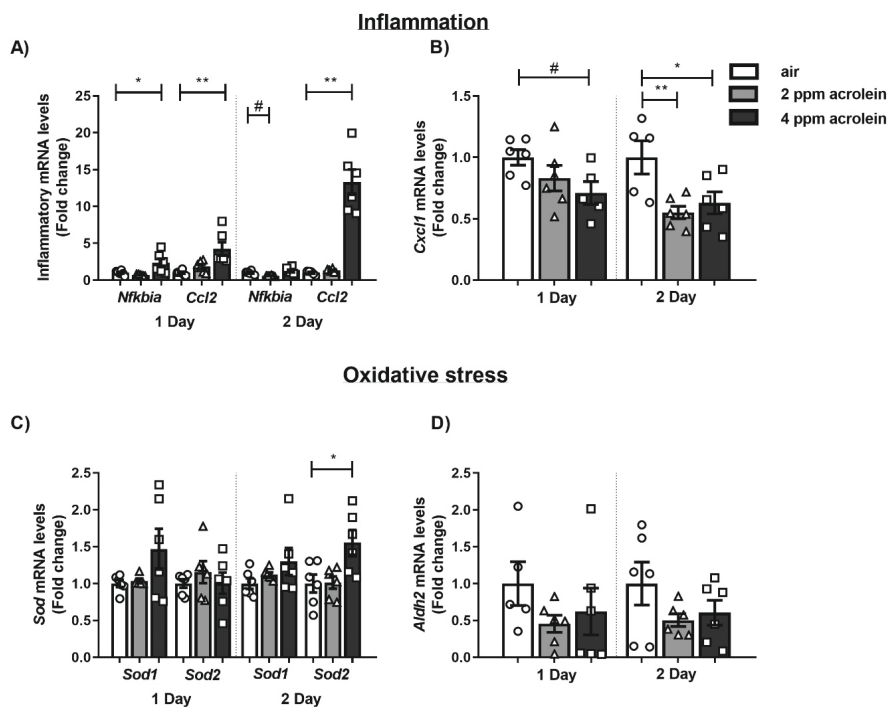 Inflammation
A)
Inflammatory mRNA levels
(Fold change)
25
20
15
10
5
0
*
**
#
**
Nfkbia
Ccl2
Nfkbia
Ccl2
1 Day
2 Day
B)
Cxcl1 mRNA levels
(Fold change)
1.5
1.0
0.5
0.0
#
*
**
1 Day
2 Day
air
2 ppm acrolein
4 ppm acrolein
Oxidative stress
C)
Sod mRNA levels
(Fold change)
2.5
2.0
1.5
1.0
0.5
0.0
*
Sod1
Sod2
Sod1
Sod2
1 Day
2 Day
D)
Aldh2 mRNA levels
(Fold change)
2.5
2.0
1.5
1.0
0.5
0.0
1 Day
2 Day